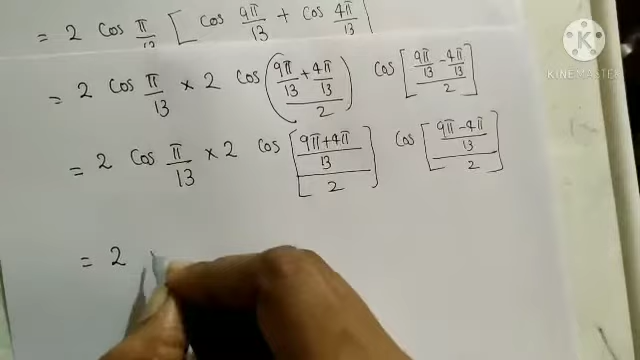 = 2 cos π/13 [ cos 9π/13 + cos 4π/13 ]
= 2 cos π/13 × 2 cos ( (9π/13 + 4π/13)/2 ) cos [ (9π/13 - 4π/13)/2 ]
= 2 cos π/13 × 2 cos [ ((9π+4π)/13)/2 ] cos [ ((9π-4π)/13)/2 ]
= 2
KINEMASTER